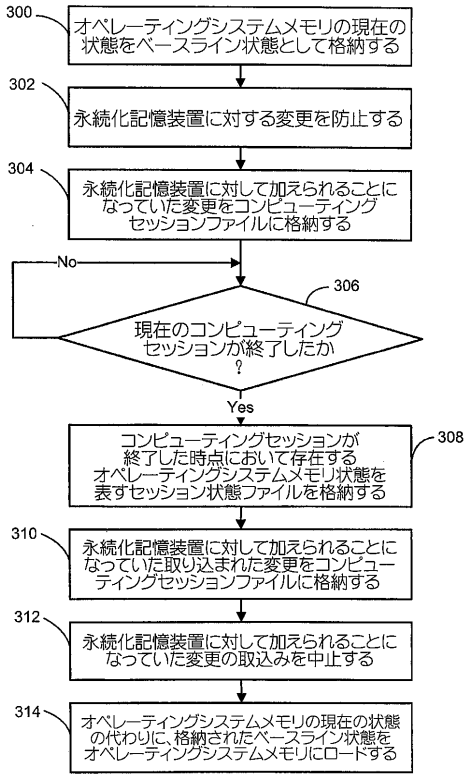 300
オペレーティングシステムメモリの現在の
状態をベースライン状態として格納する
302
永続化記憶装置に対する変更を防止する
304
永続化記憶装置に対して加えられることに
なっていた変更をコンピューティング
セッションファイルに格納する
No
306
現在のコンピューティング
セッションが終了したか
?
Yes
308
コンピューティングセッションが
終了した時点において存在する
オペレーティングシステムメモリ状態を
表すセッション状態ファイルを格納する
310
永続化記憶装置に対して加えられることに
なっていた取り込まれた変更をコンピュー
ティングセッションファイルに格納する
312
永続化記憶装置に対して加えられることに
なっていた変更の取込みを中止する
314
オペレーティングシステムメモリの現在の状態
の代わりに、格納されたベースライン状態を
オペレーティングシステムメモリにロードする